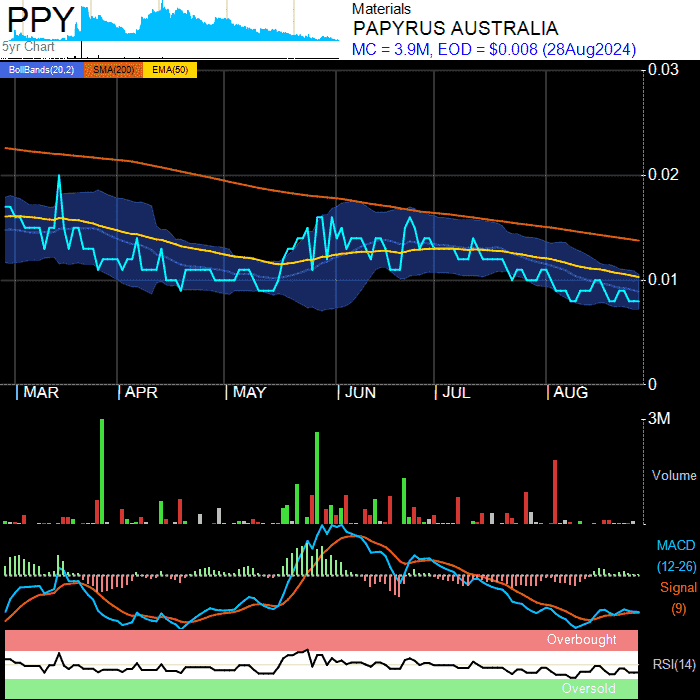 PPY
5yr Chart
Materials
PAPYRUS AUSTRALIA
MC = 3.9M, EOD = $0.008 (28Aug2024)
BollBands(20,2) SMA(200) EMA(50)
0.03
0.02
0.01
0
| MAR | APR | MAY | JUN | JUL | AUG
3M
Volume
MACD
(12-26)
Signal
(9)
Overbought
RSI(14)
Oversold